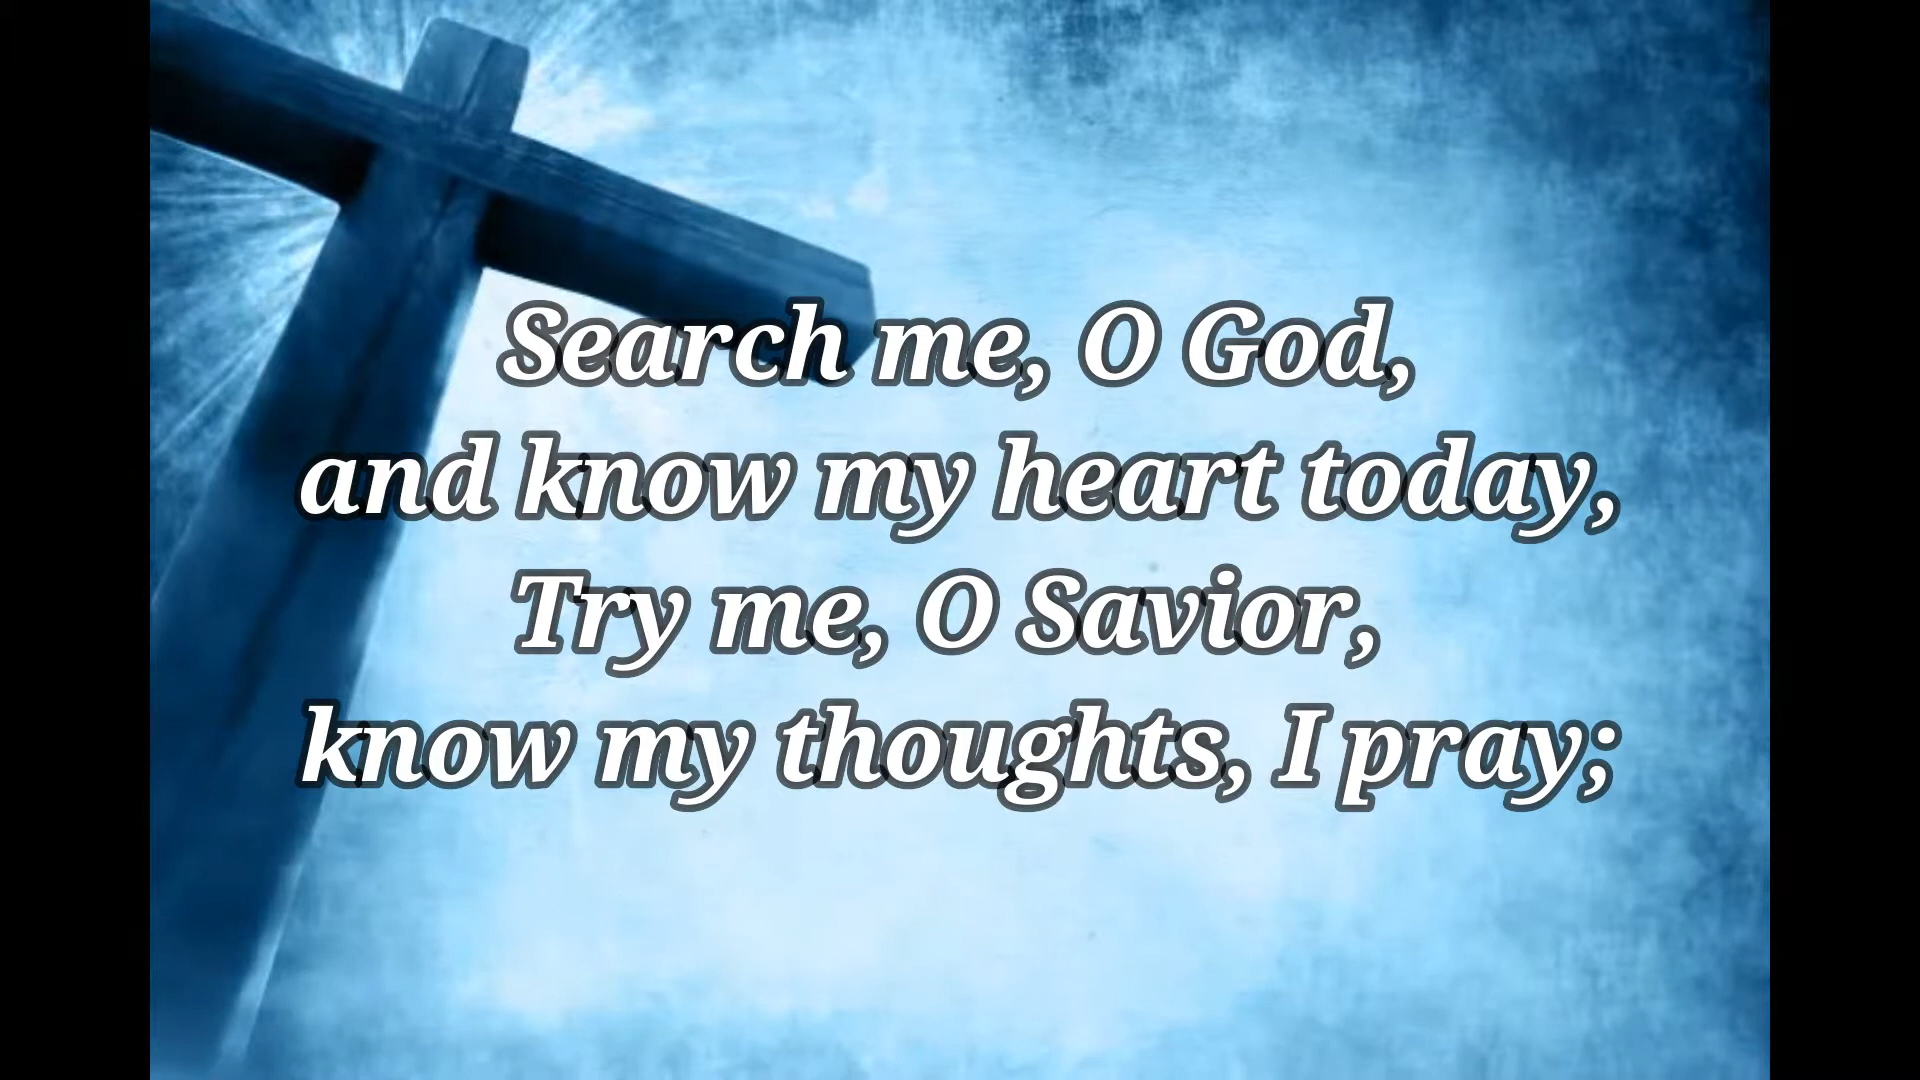 Search me, O God,
and know my heart today,
Try me, O Savior,
know my thoughts, I pray;